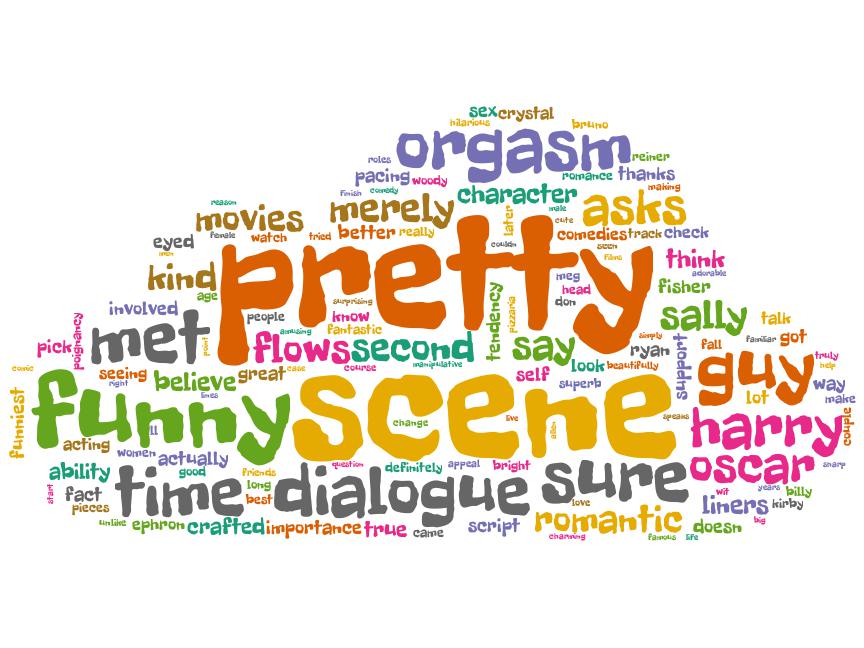 sex crystal
hilarious bruno
orgasm
roles reiner
pacing woody romance thanks
finish comedy making
reason character
movies merely later male asks
female cute
watch tried better really comedies track check
eyed couldn seen
men pretty films think
kind meg adorable
age head fisher
surprising don
involved people know tendency pizzaria sally talk
poignancy amusing fantastic simply familiar got
met point
pick flows second say ryan support fall
comic case course manipulative look beautifully truly
seeing believe great self guy help
right superb way
lines lot make
funniest funny scene
change live allen speaks harry couple
ll
acting women actually
question definitely appeal bright oscar sharp
ability good friends
start fact time long dialogue sure wit years billy
best love liners kirby
pieces
unlike ephron crafted importance true came script romantic doesn big
charming famous life